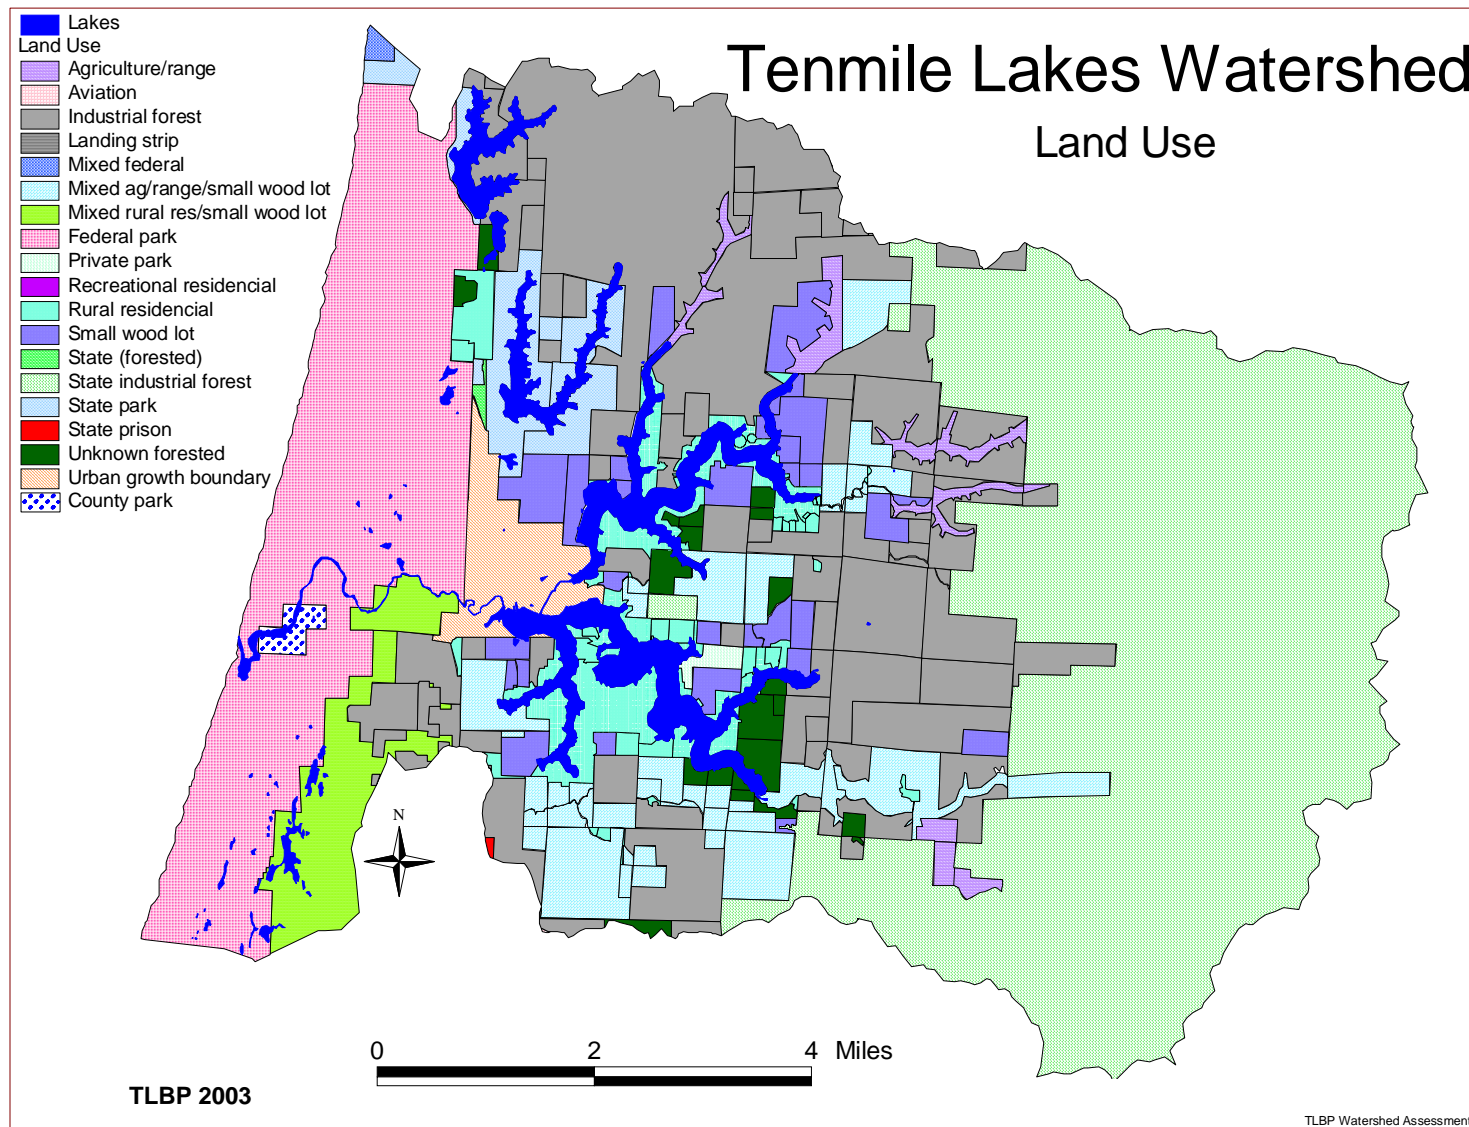 Tenmile Lakes Watershed
Land Use
Lakes
Land Use
Agriculture/range
Aviation
Industrial forest
Landing strip
Mixed federal
Mixed ag/range/small wood lot
Mixed rural res/small wood lot
Federal park
Private park
Recreational residencial
Rural residencial
Small wood lot
State (forested)
State industrial forest
State park
State prison
Unknown forested
Urban growth boundary
County park
N
0 2 4 Miles
TLBP 2003
TLBP Watershed Assessment